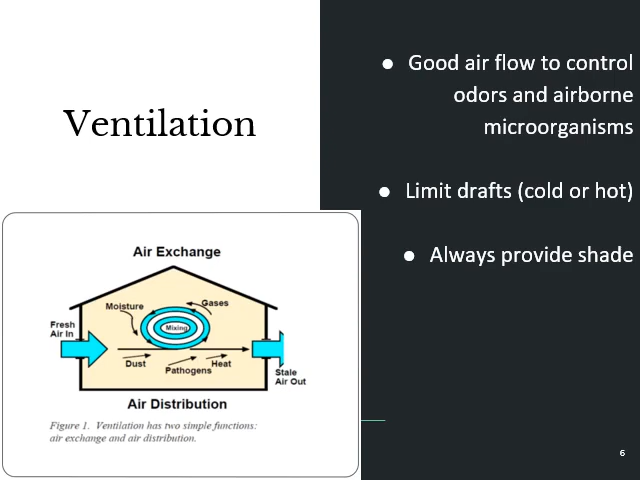 Ventilation
● Good air flow to control
odors and airborne
microorganisms
● Limit drafts (cold or hot)
● Always provide shade
Air Exchange
Moisture
Gases
Mixing
Fresh
Air In
Dust
Pathogens
Heat
Stale
Air Out
Air Distribution
Figure 1. Ventilation has two simple functions:
air exchange and air distribution.
6